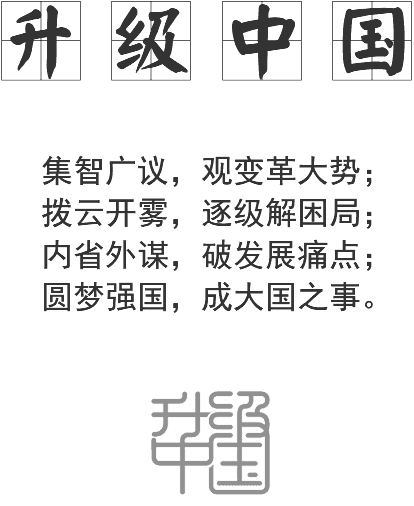 升级中国
集智广议，观变革大势；
拨云开雾，逐级解困局；
内省外谋，破发展痛点；
圆梦强国，成大国之事。
升级
中国